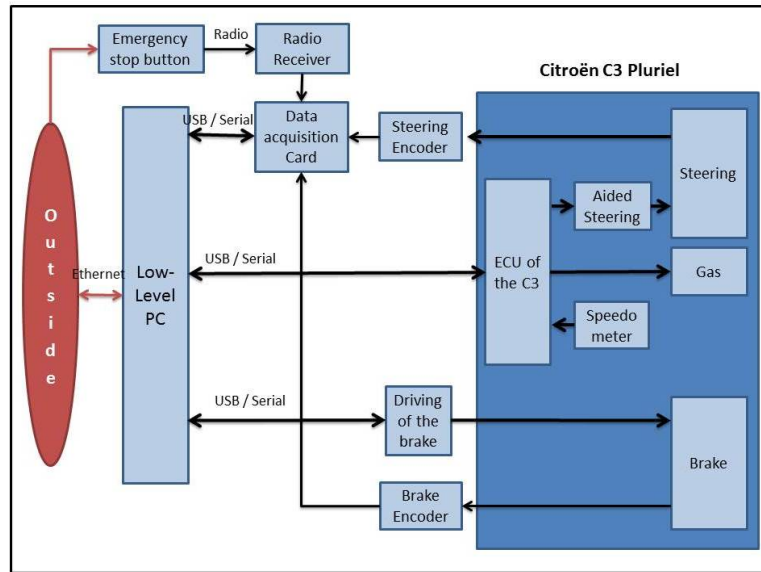 Emergency
stop button
Radio
Radio
Receiver
Citroën C3 Pluriel
USB / Serial
Data
acquisition
Card
Steering
Encoder
Steering
Aided
Steering
Outside
Ethernet
Low-
Level
PC
USB / Serial
ECU of
the C3
Gas
Speedo
meter
USB / Serial
Driving
of the
brake
Brake
Brake
Encoder